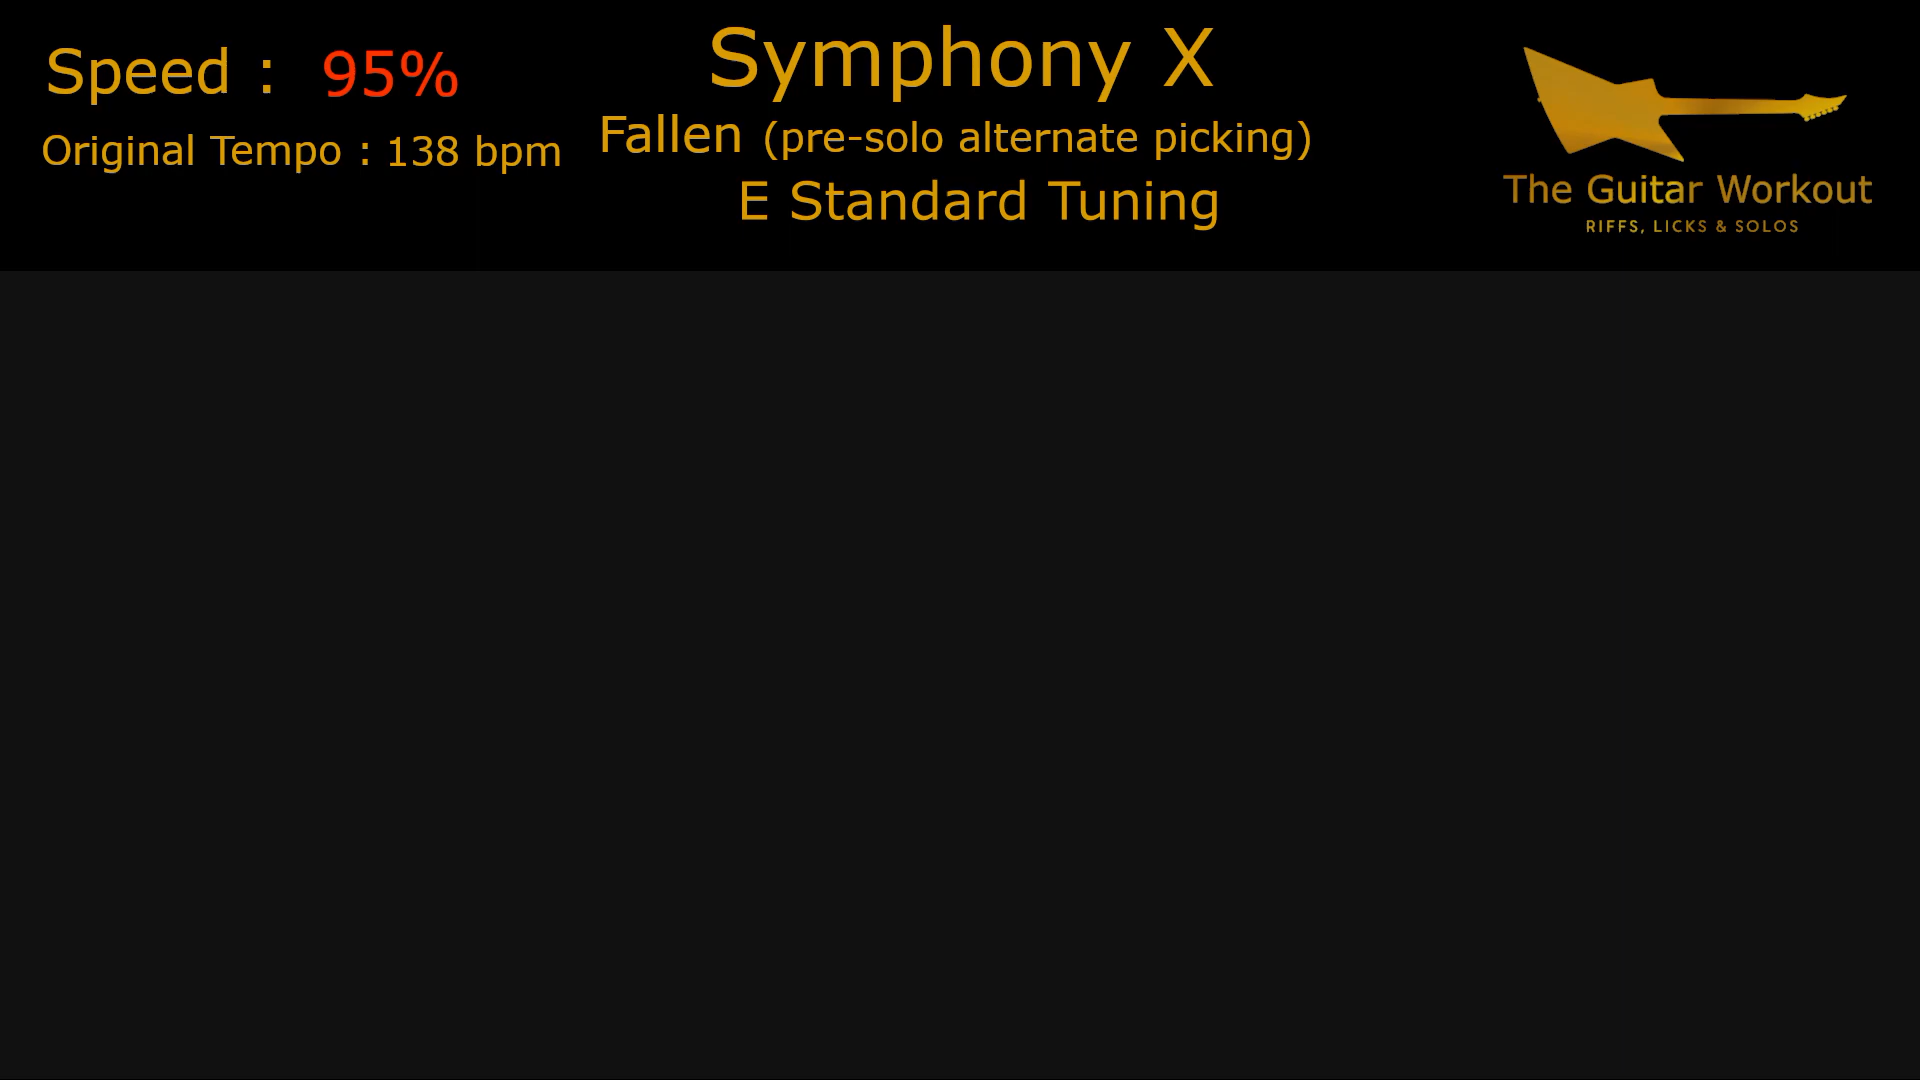 Speed : 95%
Original Tempo : 138 bpm
Symphony X
Fallen (pre-solo alternate picking)
E Standard Tuning
The Guitar Workout
RIFFS, LICKS & SOLOS